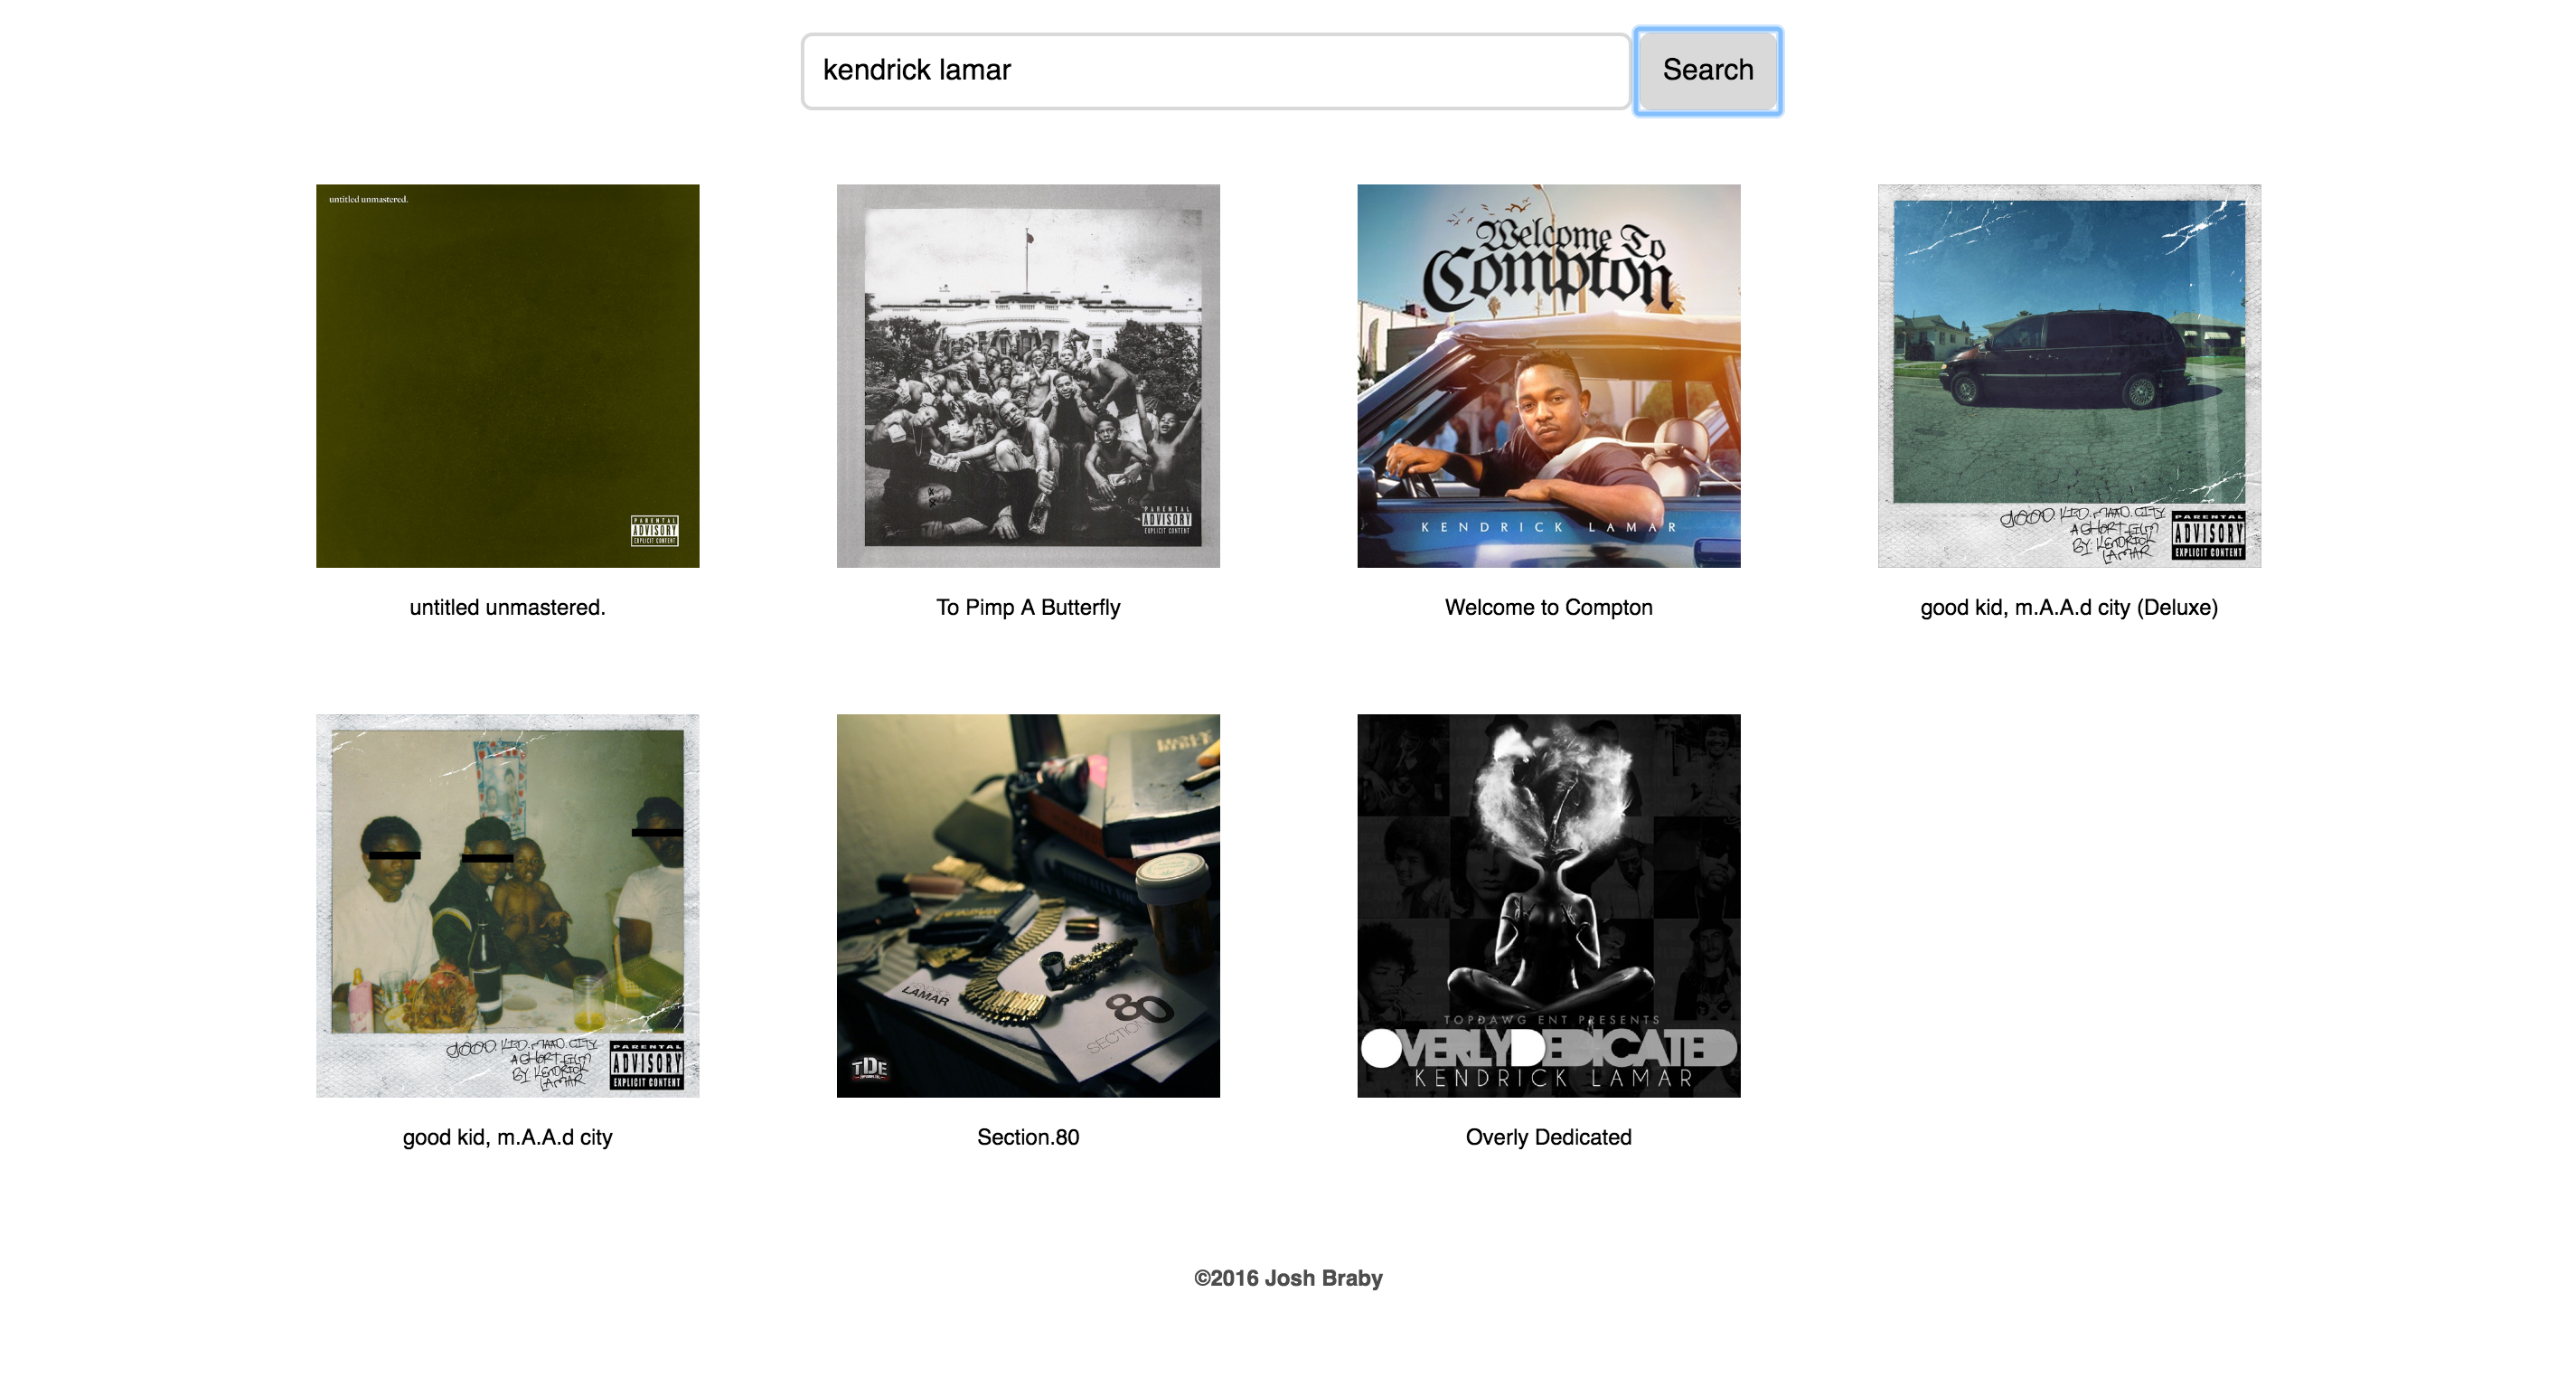 kendrick lamar
Search
untitled unmastered.
PARENTAL
ADVISORY
EXPLICIT CONTENT
PARENTAL
ADVISORY
EXPLICIT CONTENT
Welcome To
Compton
KENDRICK LAMAR
GOOD KID. MAAD. CITY
A SHORT FILM
BY: KENDRICK
LAMAR
PARENTAL
ADVISORY
EXPLICIT CONTENT
untitled unmastered.
To Pimp A Butterfly
Welcome to Compton
good kid, m.A.A.d city (Deluxe)
GOOD KID. MAAD. CITY
A SHORT FILM
BY: KENDRICK
LAMAR
PARENTAL
ADVISORY
EXPLICIT CONTENT
LAMAR
80
SECTION
TDE
TOPDAWG ENT PRESENTS
OVERLYDEDICATED
KENDRICK LAMAR
good kid, m.A.A.d city
Section.80
Overly Dedicated
©2016 Josh Braby